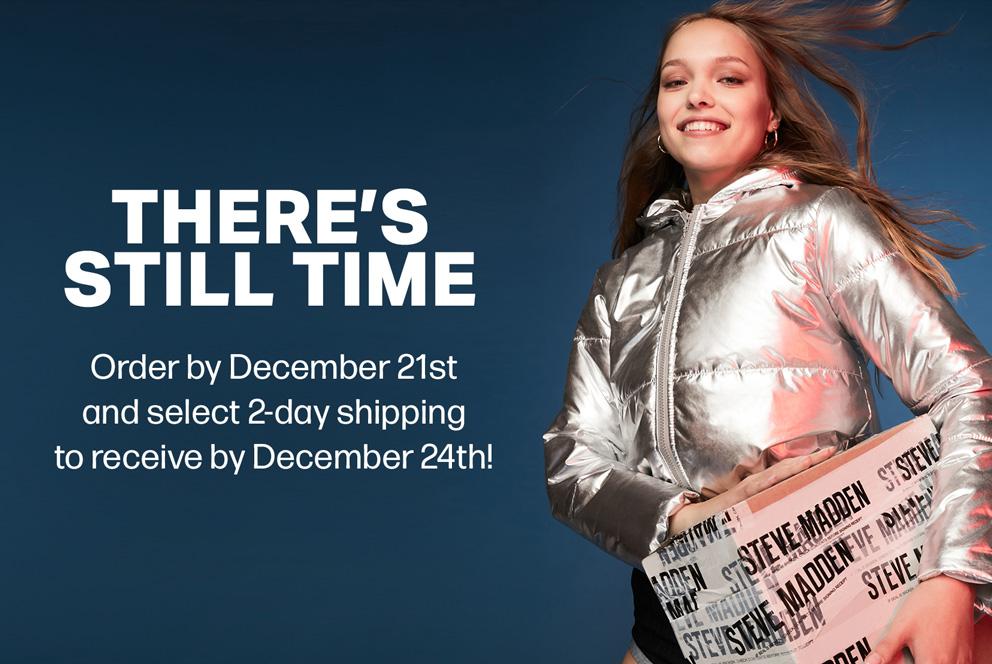 THERE'S
STILL TIME
Order by December 21st
and select 2-day shipping
to receive by December 24th!
STEVE MADDEN
STEVE
STEVE MADDEN
STEVE